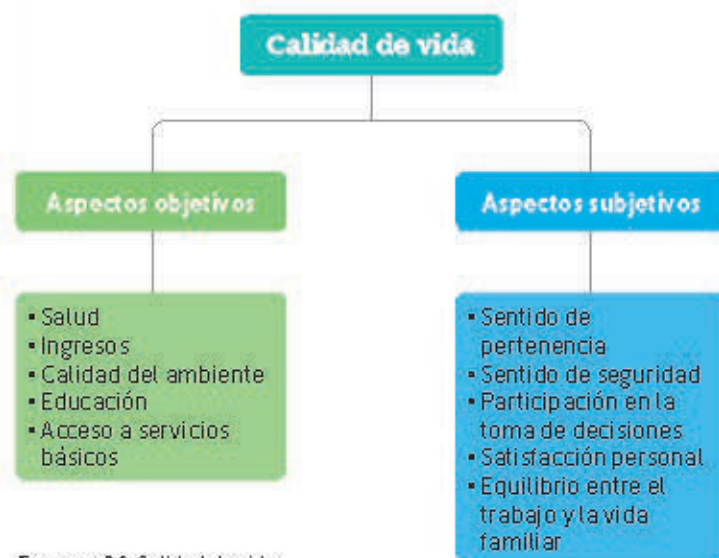 Calidad de vida
Aspectos objetivos
▪ Salud
▪ Ingresos
▪ Calidad del ambiente
▪ Educación
▪ Acceso a servicios
básicos
Aspectos subjetivos
▪ Sentido de
pertenencia
▪ Sentido de seguridad
▪ Participación en la
toma de decisiones
▪ Satisfacción personal
▪ Equilibrio entre el
trabajo y la vida
familiar